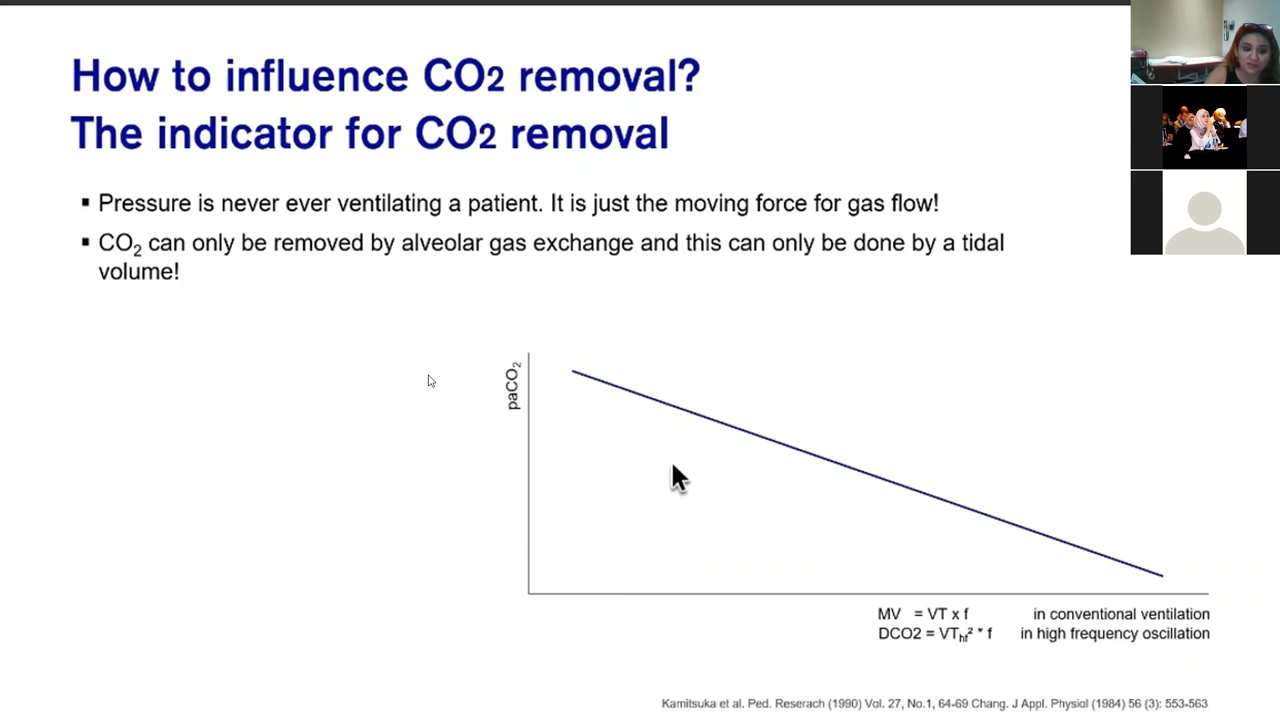 How to influence CO2 removal?
The indicator for CO2 removal
▪ Pressure is never ever ventilating a patient. It is just the moving force for gas flow!
▪ CO₂ can only be removed by alveolar gas exchange and this can only be done by a tidal
volume!
paCO₂
MV = VT x f in conventional ventilation
DCO2 = VT_hf² * f in high frequency oscillation
Kamitsuka et al. Ped. Reserach (1990) Vol. 27, No.1, 64-69 Chang. J Appl. Physiol (1984) 56 (3): 553-563